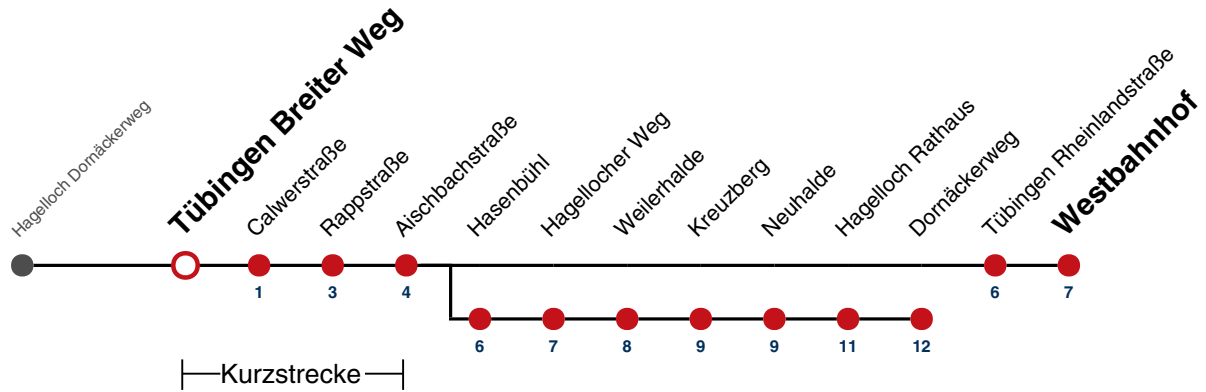 Hagelloch Dornäckerweg
Tübingen Breiter Weg
Calwerstraße
Rappstraße
Aischbachstraße
Hasenbühl
Hagellocher Weg
Weilerhalde
Kreuzberg
Neuhalde
Hagelloch Rathaus
Dornäckerweg
Tübingen Rheinlandstraße
Westbahnhof
1 3 4 6 7
6 7 8 9 9 11 12
Kurzstrecke